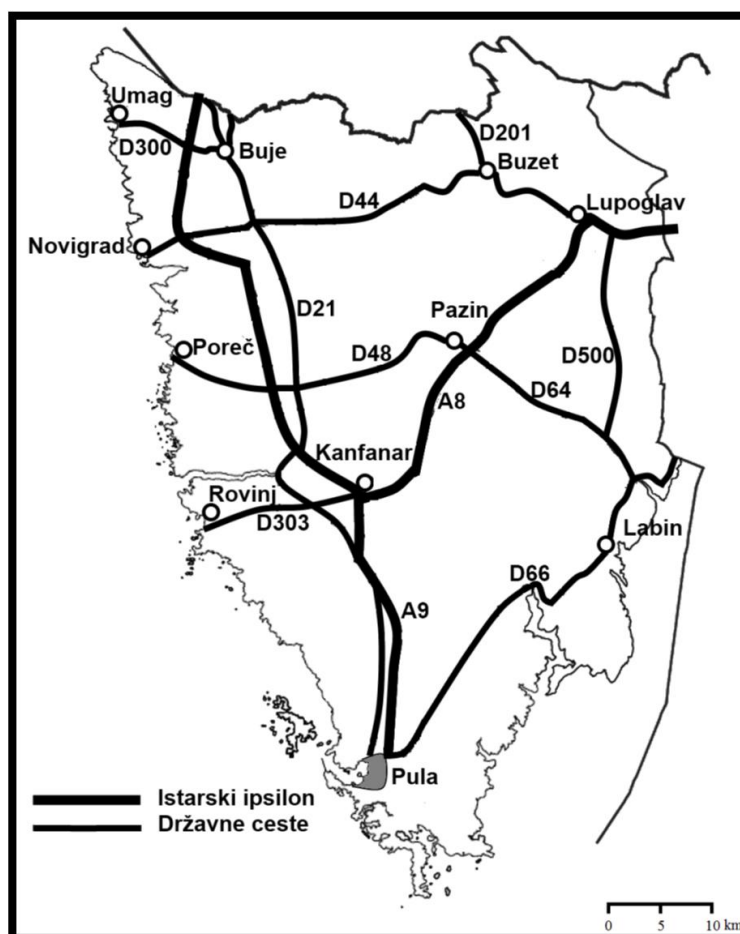 Umag
D300
Buje
D201
Buzet
D44
Lupoglav
Novigrad
D21
Pazin
Poreč
D48
D500
D64
A8
Kanfanar
Rovinj
D303
Labin
D66
A9
Pula
Istarski ipsilon
Državne ceste
0 5 10 km